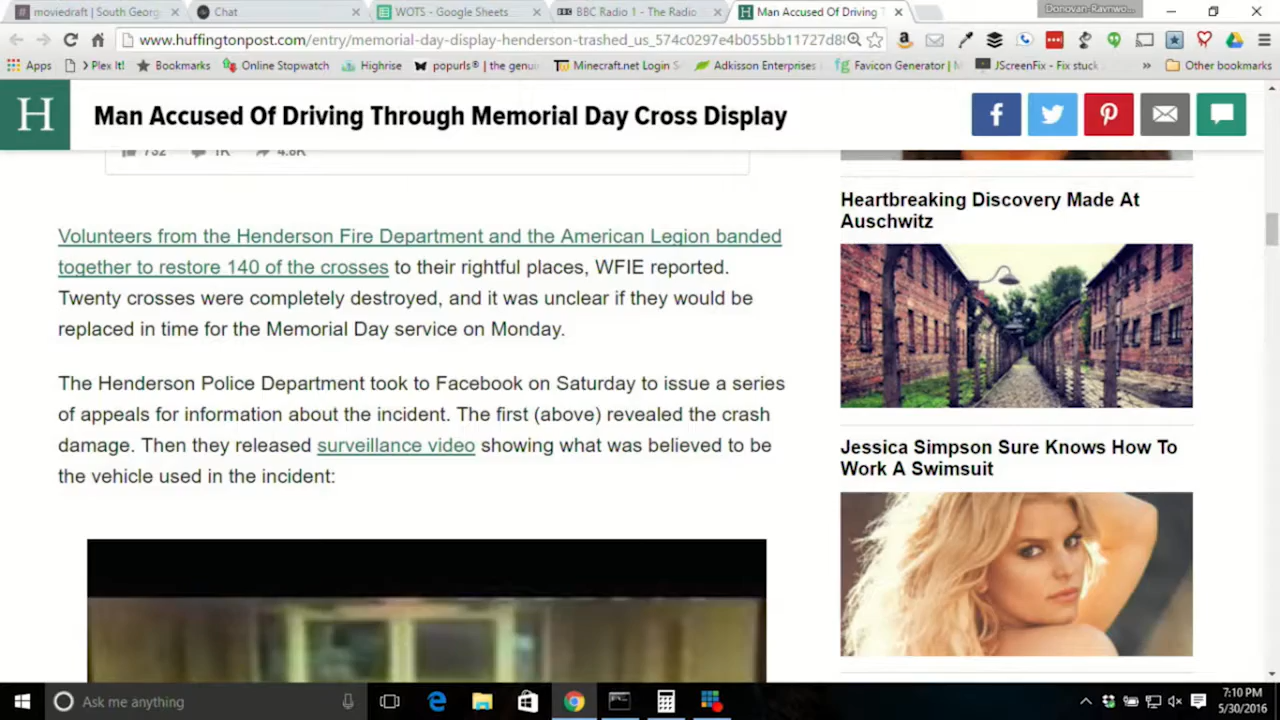 moviedraft | South Georg
Chat
WOTS - Google Sheets
BBC Radio 1 - The Radio
Man Accused Of Driving T
Donovan-Ravnwo...
www.huffingtonpost.com/entry/memorial-day-display-henderson-trashed_us_574c0297e4b055bb11727d8
Apps
> Plex It!
Bookmarks
Online Stopwatch
Highrise
popurls® | the genui
Minecraft.net Login S
Adkisson Enterprises
Favicon Generator |
JScreenFix - Fix stuck
»
Other bookmarks
H
Man Accused Of Driving Through Memorial Day Cross Display
732 1K 4.8K
Volunteers from the Henderson Fire Department and the American Legion banded
together to restore 140 of the crosses to their rightful places, WFIE reported.
Twenty crosses were completely destroyed, and it was unclear if they would be
replaced in time for the Memorial Day service on Monday.
The Henderson Police Department took to Facebook on Saturday to issue a series
of appeals for information about the incident. The first (above) revealed the crash
damage. Then they released surveillance video showing what was believed to be
the vehicle used in the incident:
Heartbreaking Discovery Made At
Auschwitz
Jessica Simpson Sure Knows How To
Work A Swimsuit
Ask me anything
7:10 PM
5/30/2016